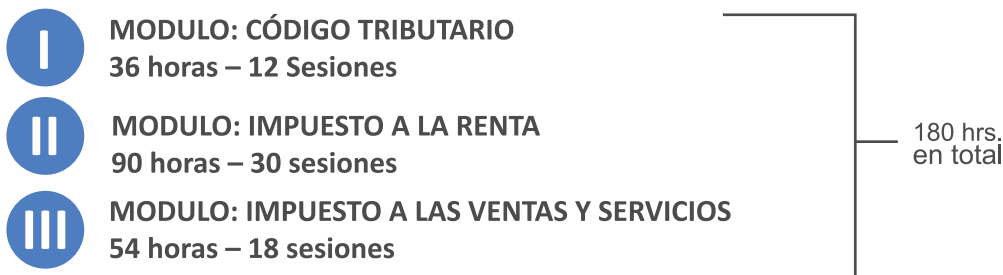 I
MODULO: CÓDIGO TRIBUTARIO
36 horas – 12 Sesiones
II
MODULO: IMPUESTO A LA RENTA
90 horas – 30 sesiones
III
MODULO: IMPUESTO A LAS VENTAS Y SERVICIOS
54 horas – 18 sesiones
180 hrs.
en total